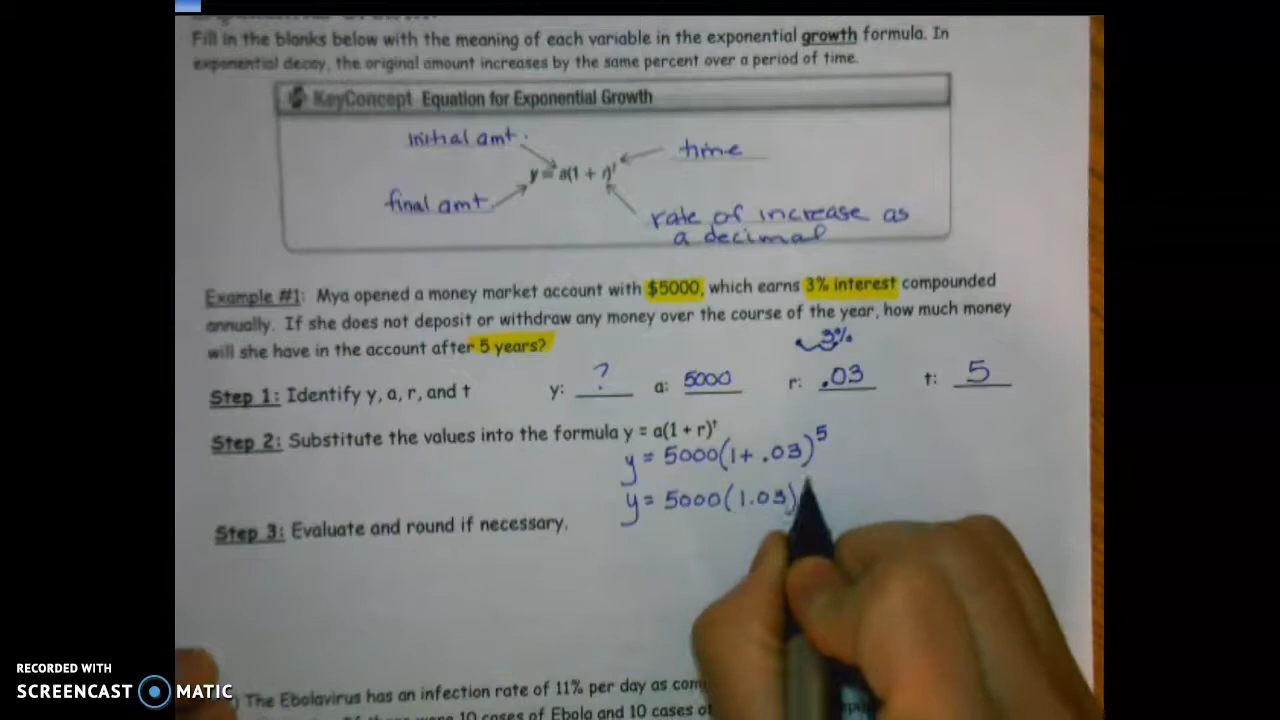 Fill in the blanks below with the meaning of each variable in the exponential growth formula. In
exponential decay, the original amount increases by the same percent over a period of time.
KeyConcept Equation for Exponential Growth
initial amt.
time
y = a(1 + r)^t
final amt.
rate of increase as
a decimal
Example #1: Mya opened a money market account with $5000, which earns 3% interest compounded
annually. If she does not deposit or withdraw any money over the course of the year, how much money
will she have in the account after 5 years?
3%
Step 1: Identify y, a, r, and t y: ? a: 5000 r: .03 t: 5
Step 2: Substitute the values into the formula y = a(1 + r)^t
y = 5000(1 + .03)^5
y = 5000(1.03)
Step 3: Evaluate and round if necessary.
The Ebolavirus has an infection rate of 11% per day as
were 10 cases of Ebola and 10 cases
RECORDED WITH
SCREENCAST MATIC